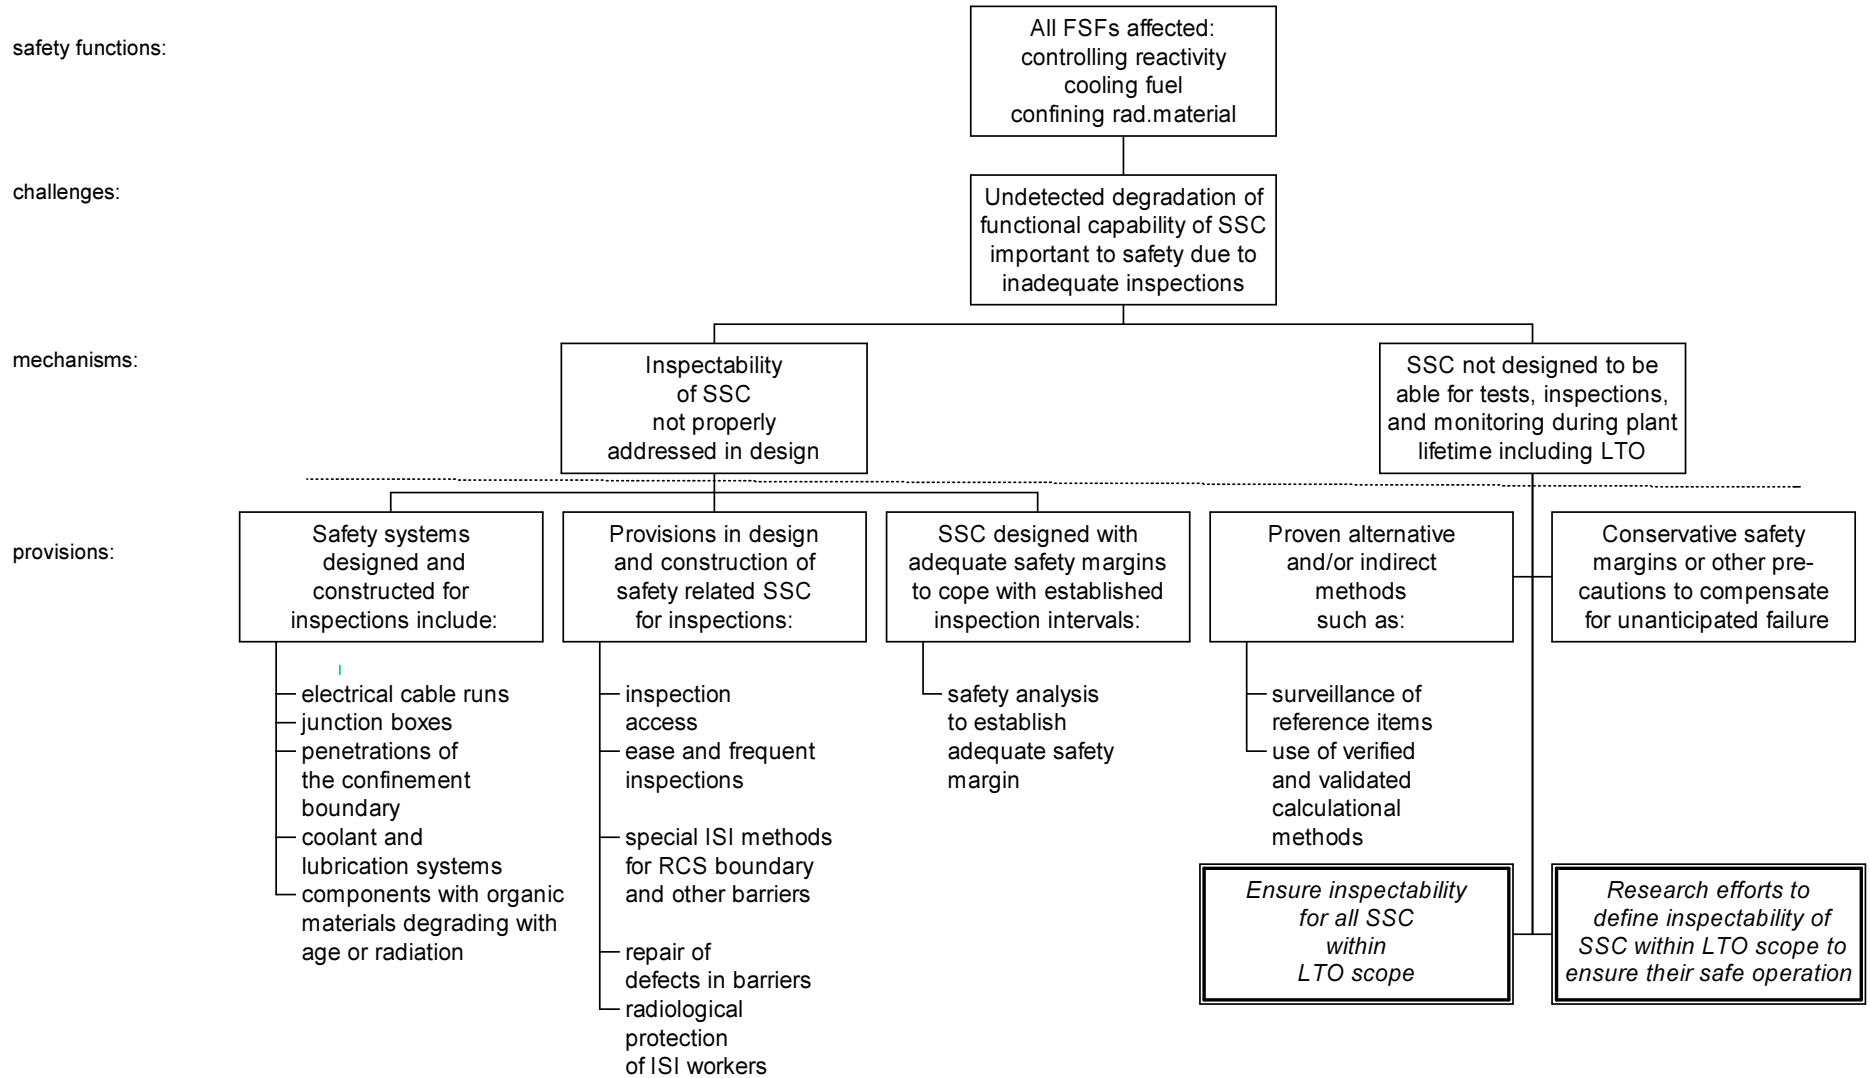 safety functions:
All FSFs affected:
controlling reactivity
cooling fuel
confining rad.material
challenges:
Undetected degradation of
functional capability of SSC
important to safety due to
inadequate inspections
mechanisms:
Inspectability
of SSC
not properly
addressed in design
SSC not designed to be
able for tests, inspections,
and monitoring during plant
lifetime including LTO
provisions:
Safety systems
designed and
constructed for
inspections include:
electrical cable runs
junction boxes
penetrations of
the confinement
boundary
coolant and
lubrication systems
components with organic
materials degrading with
age or radiation
Provisions in design
and construction of
safety related SSC
for inspections:
inspection
access
ease and frequent
inspections
special ISI methods
for RCS boundary
and other barriers
repair of
defects in barriers
radiological
protection
of ISI workers
SSC designed with
adequate safety margins
to cope with established
inspection intervals:
safety analysis
to establish
adequate safety
margin
Proven alternative
and/or indirect
methods
such as:
surveillance of
reference items
use of verified
and validated
calculational
methods
Conservative safety
margins or other pre-
cautions to compensate
for unanticipated failure
Ensure inspectability
for all SSC
within
LTO scope
Research efforts to
define inspectability of
SSC within LTO scope to
ensure their safe operation